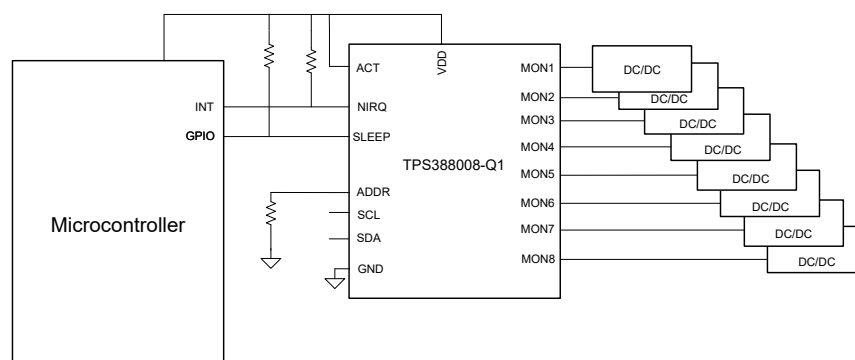 Microcontroller
INT
GPIO
ACT
NIRQ
SLEEP
ADDR
SCL
SDA
GND
VDD
TPS388008-Q1
MON1
MON2
MON3
MON4
MON5
MON6
MON7
MON8
DC/DC
DC/DC
DC/DC
DC/DC
DC/DC
DC/DC
DC/DC
DC/DC